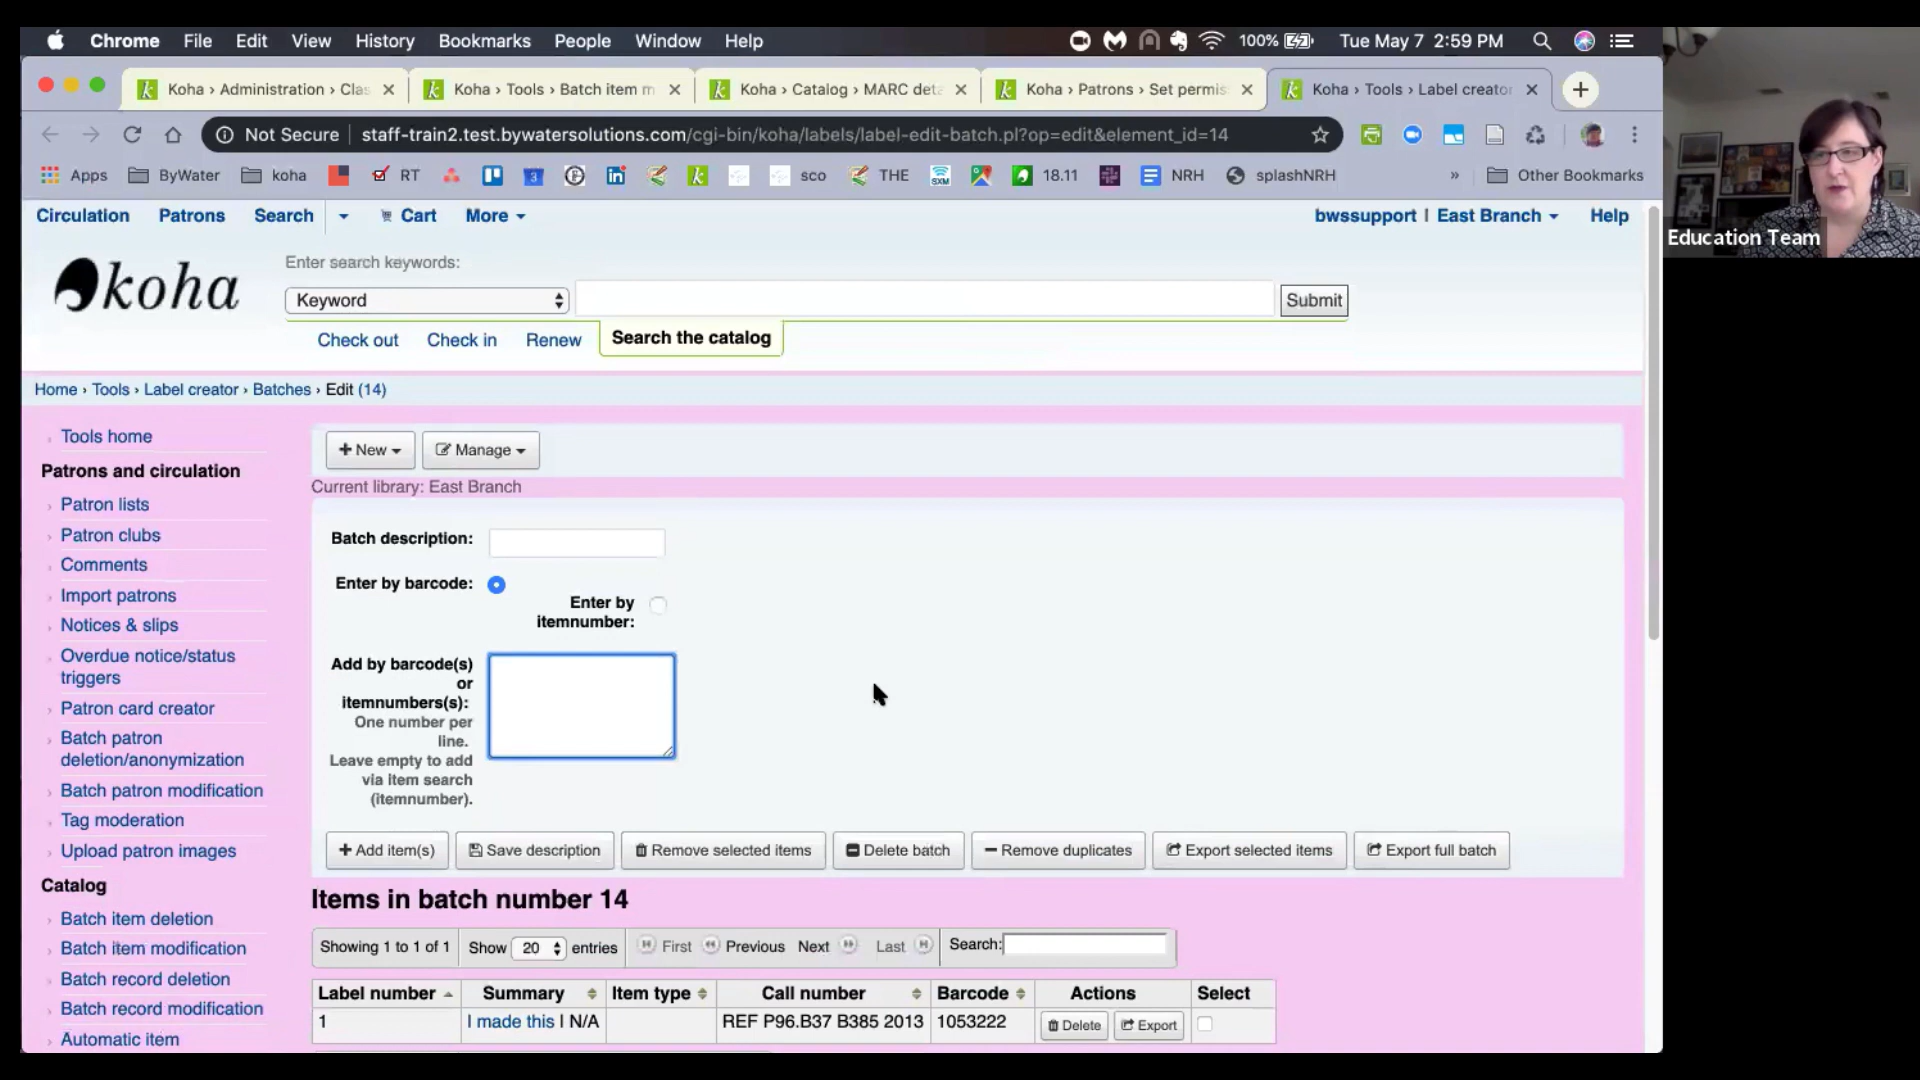 Chrome File Edit View History Bookmarks People Window Help 100% Tue May 7 2:59 PM
Koha › Administration › Clas Koha › Tools › Batch item m Koha › Catalog › MARC deta Koha › Patrons › Set permis Koha › Tools › Label creator
Not Secure staff-train2.test.bywatersolutions.com/cgi-bin/koha/labels/label-edit-batch.pl?op=edit&element_id=14
Apps ByWater koha RT sco THE 18.11 NRH splashNRH » Other Bookmarks
Circulation Patrons Search Cart More bwssupport | East Branch Help
Education Team
koha
Enter search keywords:
Keyword Submit
Check out Check in Renew Search the catalog
Home › Tools › Label creator › Batches › Edit (14)
Tools home
Patrons and circulation
Patron lists
Patron clubs
Comments
Import patrons
Notices & slips
Overdue notice/status
triggers
Patron card creator
Batch patron
deletion/anonymization
Batch patron modification
Tag moderation
Upload patron images
Catalog
Batch item deletion
Batch item modification
Batch record deletion
Batch record modification
Automatic item
+ New Manage
Current library: East Branch
Batch description:
Enter by barcode:
Enter by
itemnumber:
Add by barcode(s)
or
itemnumbers(s):
One number per
line.
Leave empty to add
via item search
(itemnumber).
+ Add item(s) Save description Remove selected items Delete batch Remove duplicates Export selected items Export full batch
Items in batch number 14
Showing 1 to 1 of 1 Show 20 entries First Previous Next Last Search:
Label number Summary Item type Call number Barcode Actions Select
1 I made this | N/A REF P96.B37 B385 2013 1053222 Delete Export